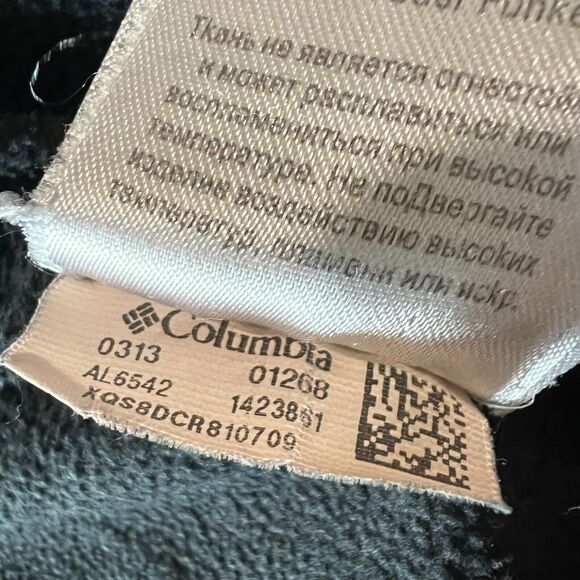 Funke
Ткань не является огнестой
и может расплавиться или
воспламениться при высокой
температуре. Не подвергайте
изделие воздействию высоких
температур, пламени или искр.
Columbia
0313 01268
AL6542 1423861
XQS8DCR810709